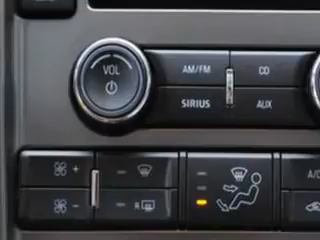 VOL
AM/FM CD
SIRIUS AUX
+
A/C
-
R